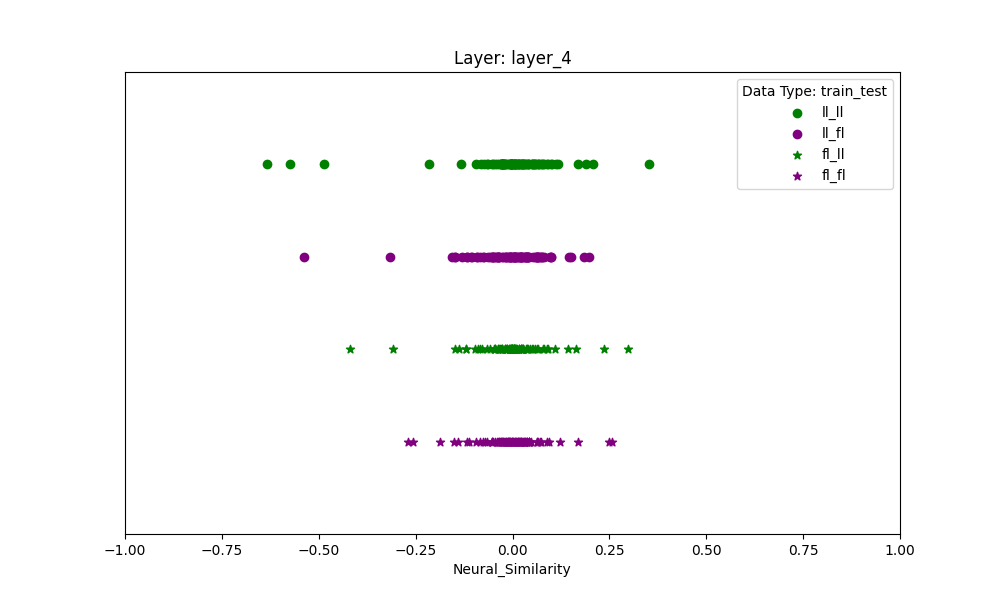 Layer: layer_4
Data Type: train_test
ll_ll
ll_fl
fl_ll
fl_fl
−1.00 −0.75 −0.50 −0.25 0.00 0.25 0.50 0.75 1.00
Neural_Similarity